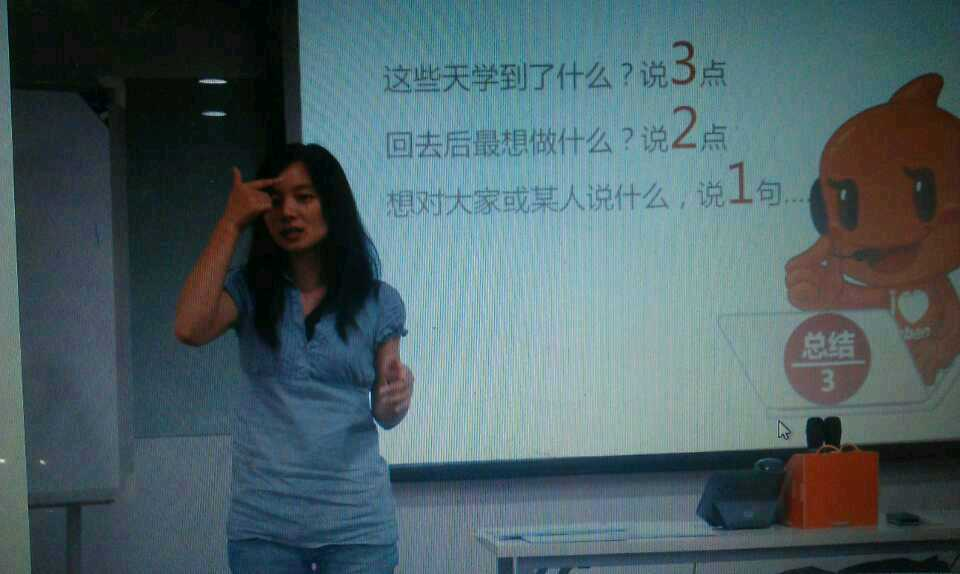 这些天学到了什么？说3点
回去后最想做什么？说2点
想对大家或某人说什么，说1句....
i
总结
3